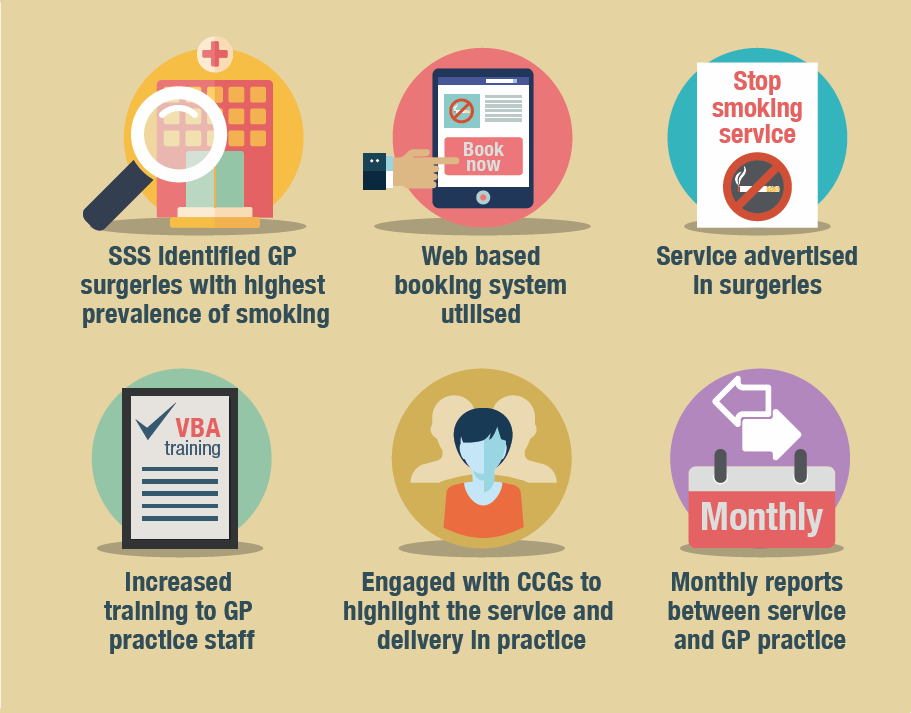 Book
now
Stop
smoking
service
SSS identified GP
surgeries with highest
prevalence of smoking
Web based
booking system
utilised
Service advertised
in surgeries
VBA
training
Monthly
Increased
training to GP
practice staff
Engaged with CCGs to
highlight the service and
delivery in practice
Monthly reports
between service
and GP practice